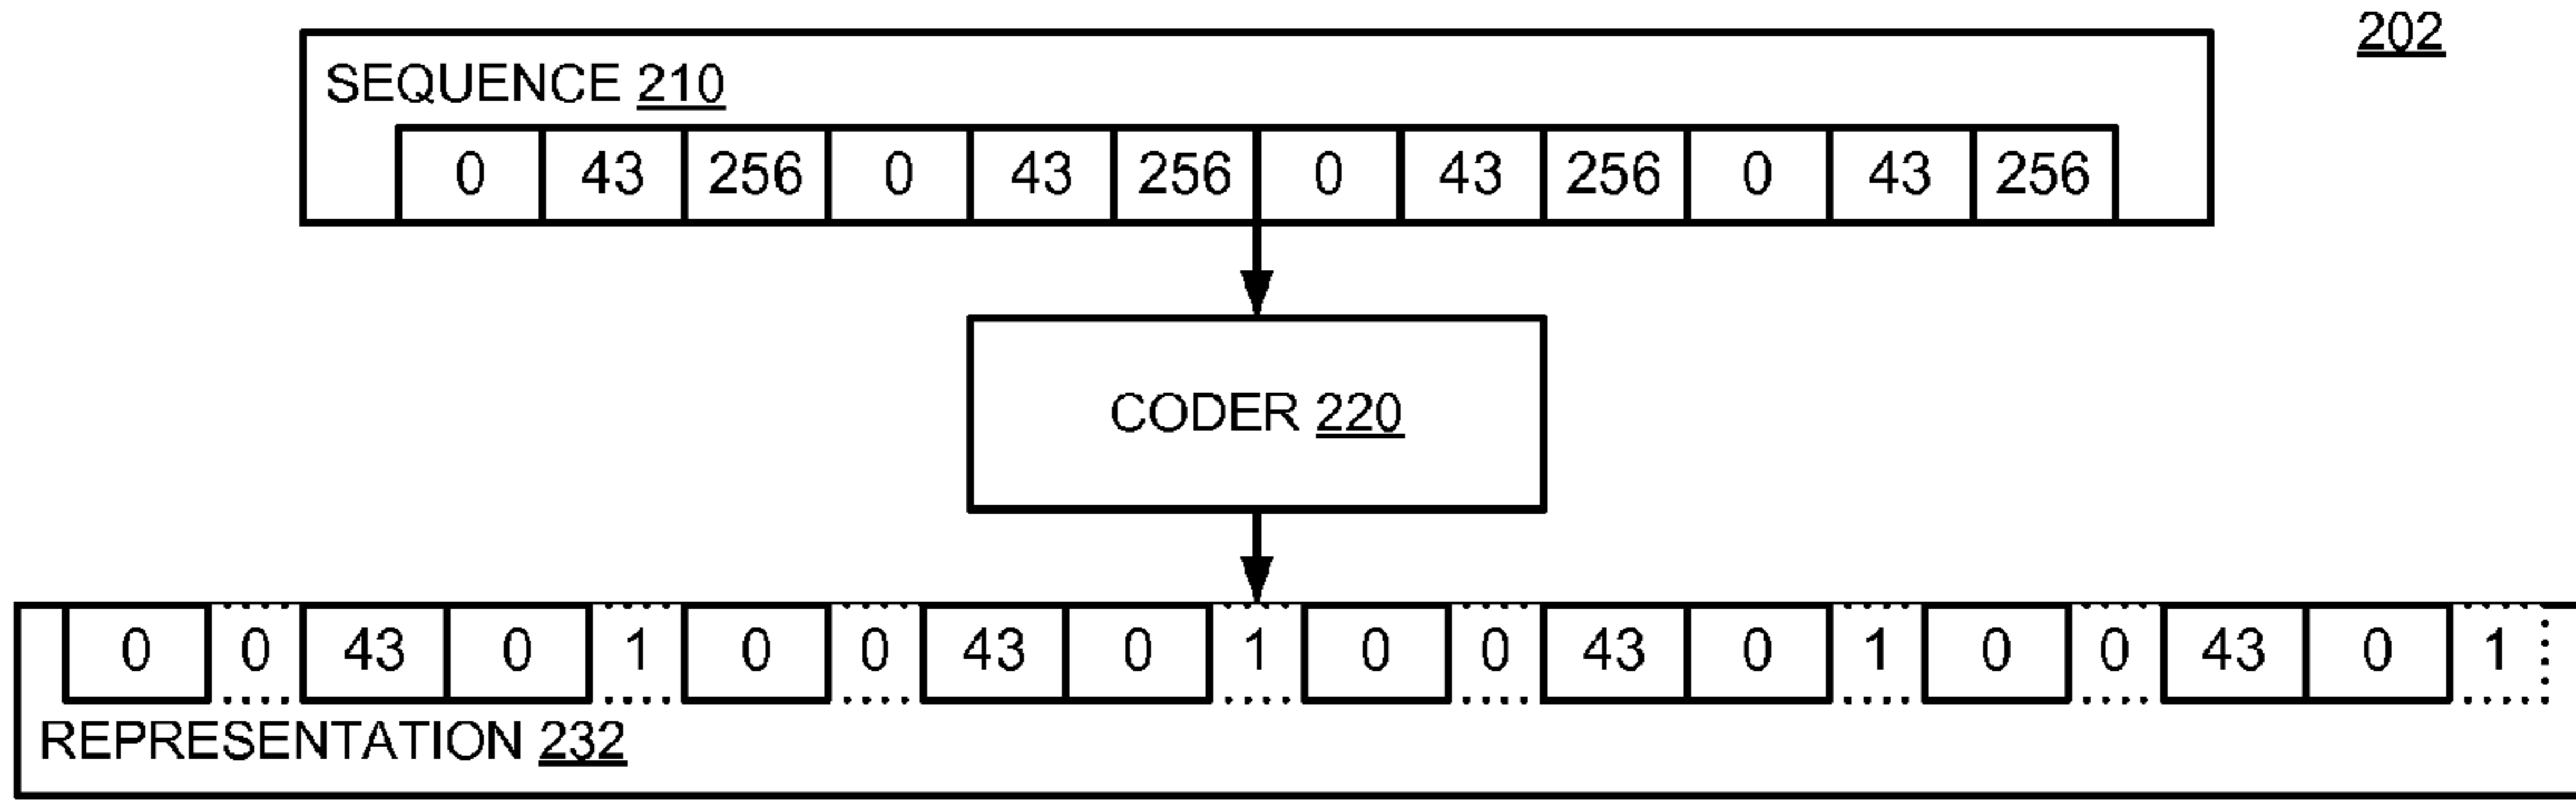 202
SEQUENCE 210
0 43 256 0 43 256 0 43 256 0 43 256
CODER 220
0 0 43 0 1 0 0 43 0 1 0 0 43 0 1 0 0 43 0 1
REPRESENTATION 232